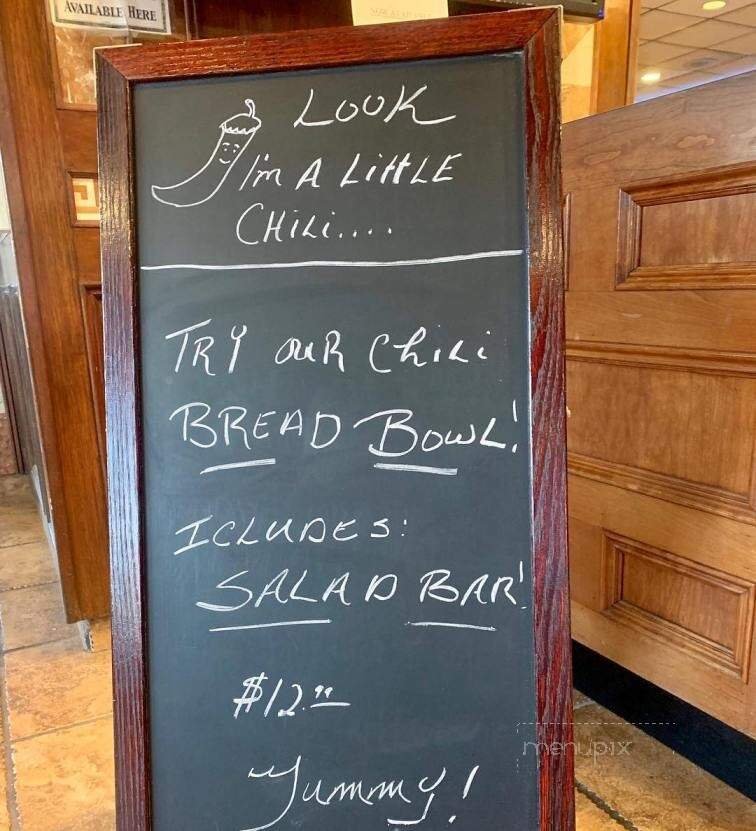 AVAILABLE HERE
LOOK
I'm A LittLE
CHiLi....
TRY OUR ChiLi
BREAD BOWL!
ICLUDES:
SALAD BAR!
$12.99
Yummy!
menupix